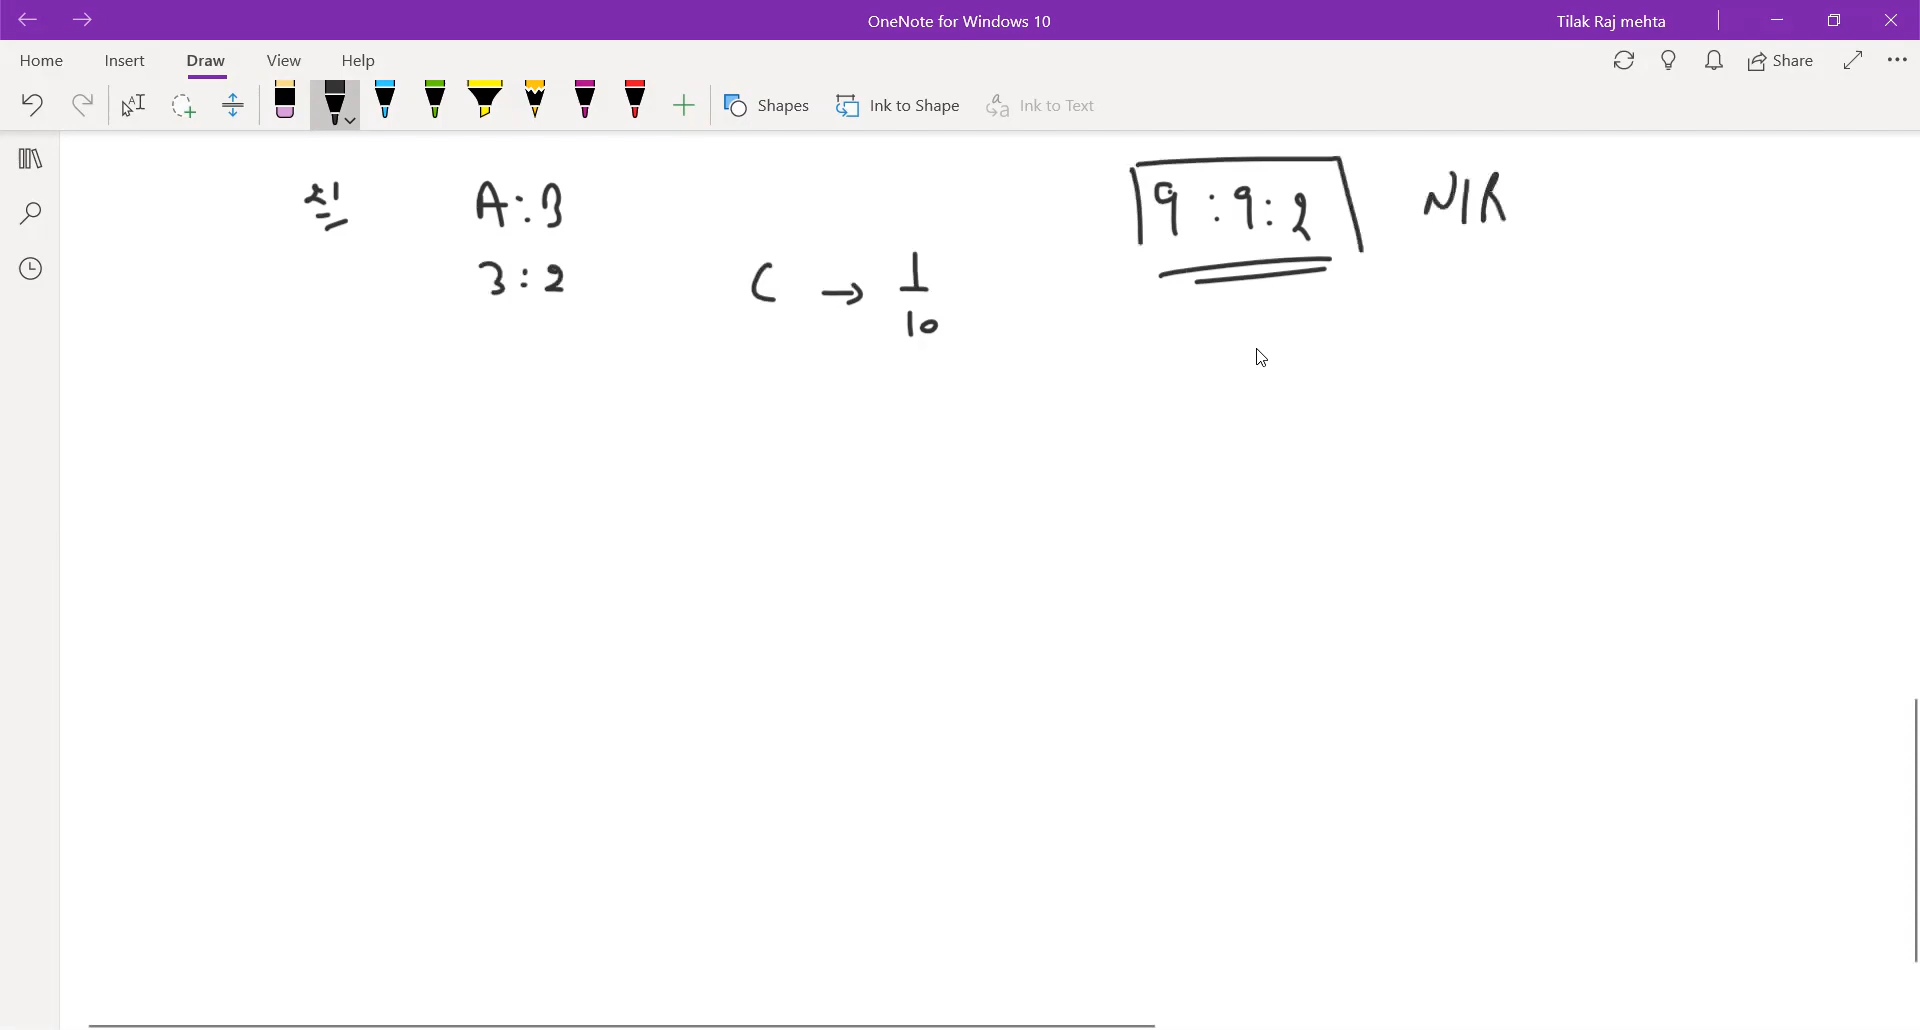 OneNote for Windows 10
Tilak Raj mehta
Home Insert Draw View Help
Share
Shapes Ink to Shape Ink to Text
21 A:B 9:9:2 N/R
3:2 C → 1/10